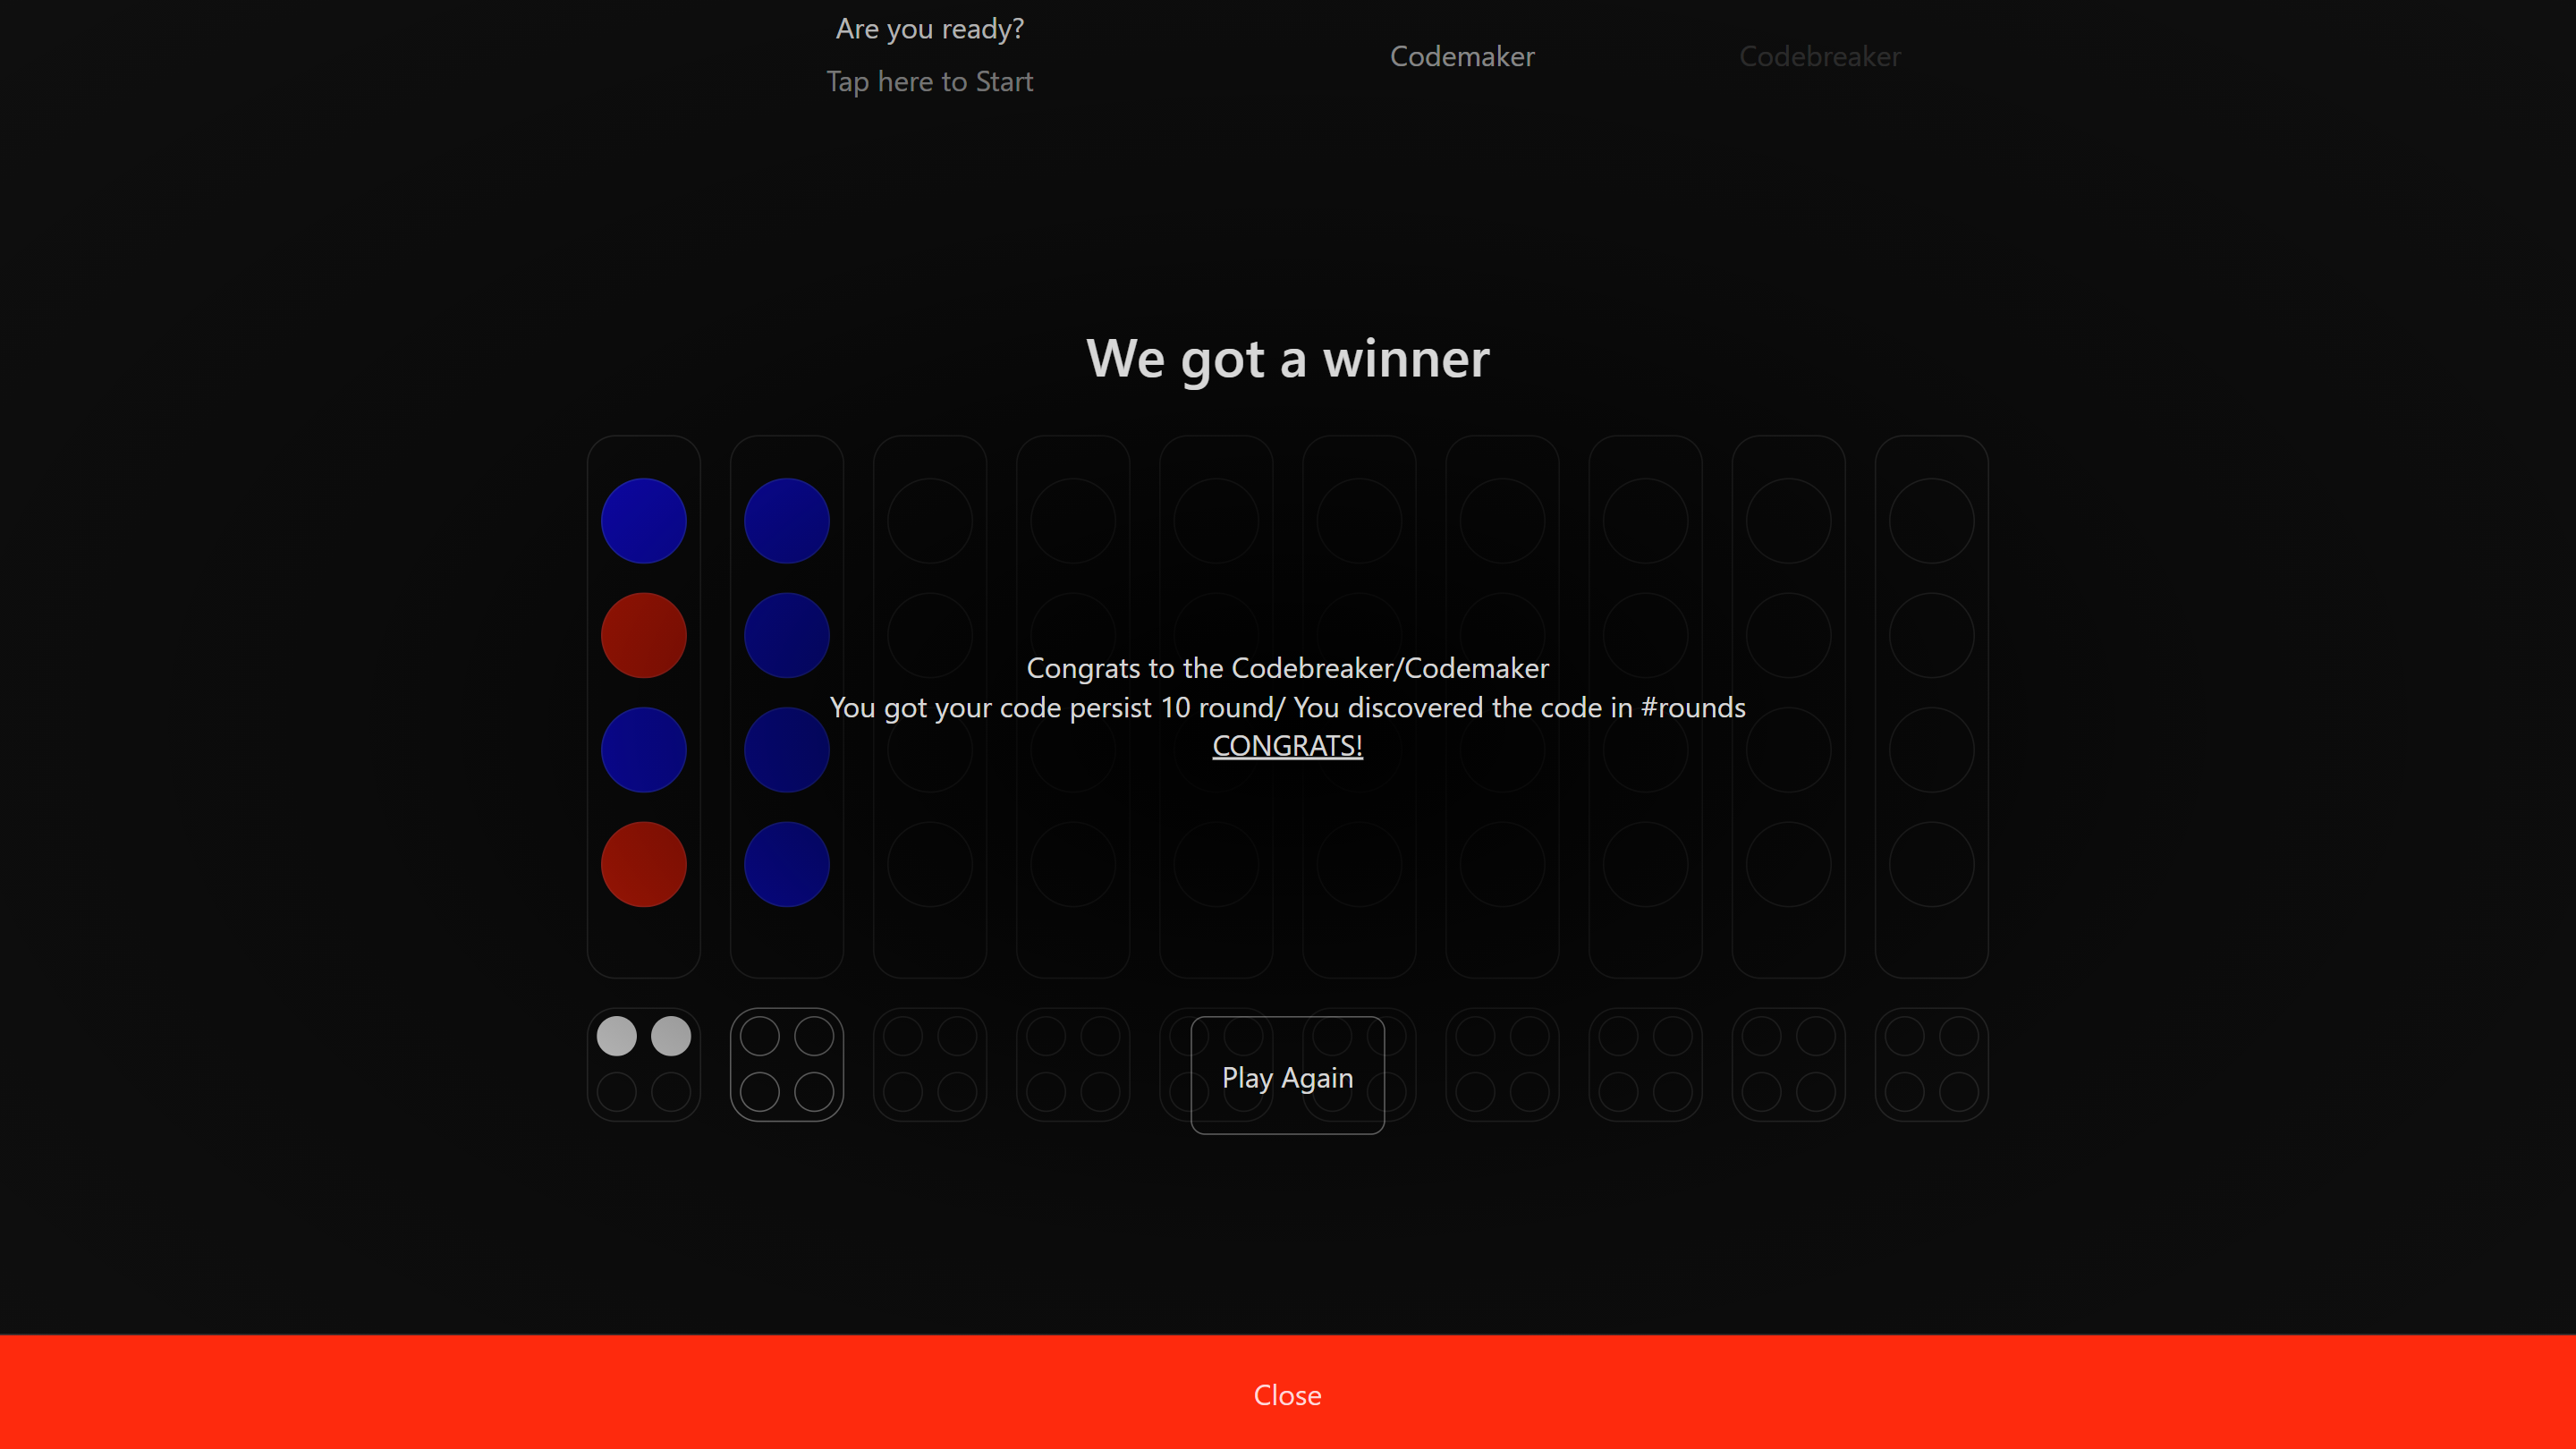 Are you ready?
Tap here to Start
Codemaker
Codebreaker
We got a winner
Congrats to the Codebreaker/Codemaker
You got your code persist 10 round/ You discovered the code in #rounds
CONGRATS!
Play Again
Close